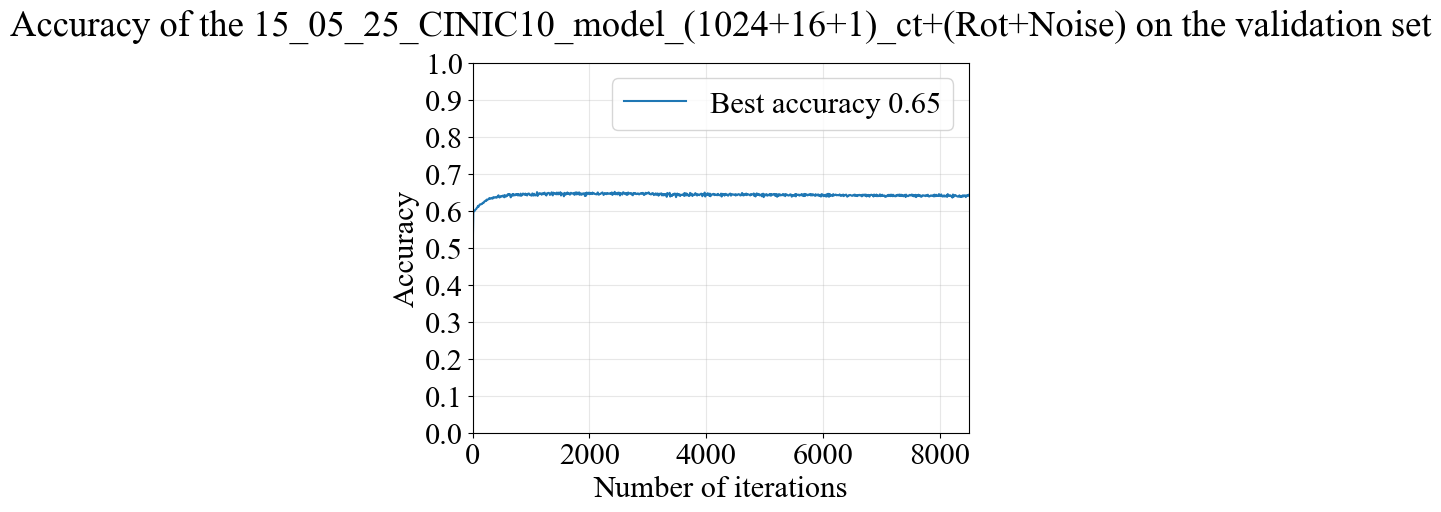 Accuracy of the 15_05_25_CINIC10_model_(1024+16+1)_ct+(Rot+Noise) on the validation set
Best accuracy 0.65
Accuracy
1.0
0.9
0.8
0.7
0.6
0.5
0.4
0.3
0.2
0.1
0.0
0 2000 4000 6000 8000
Number of iterations